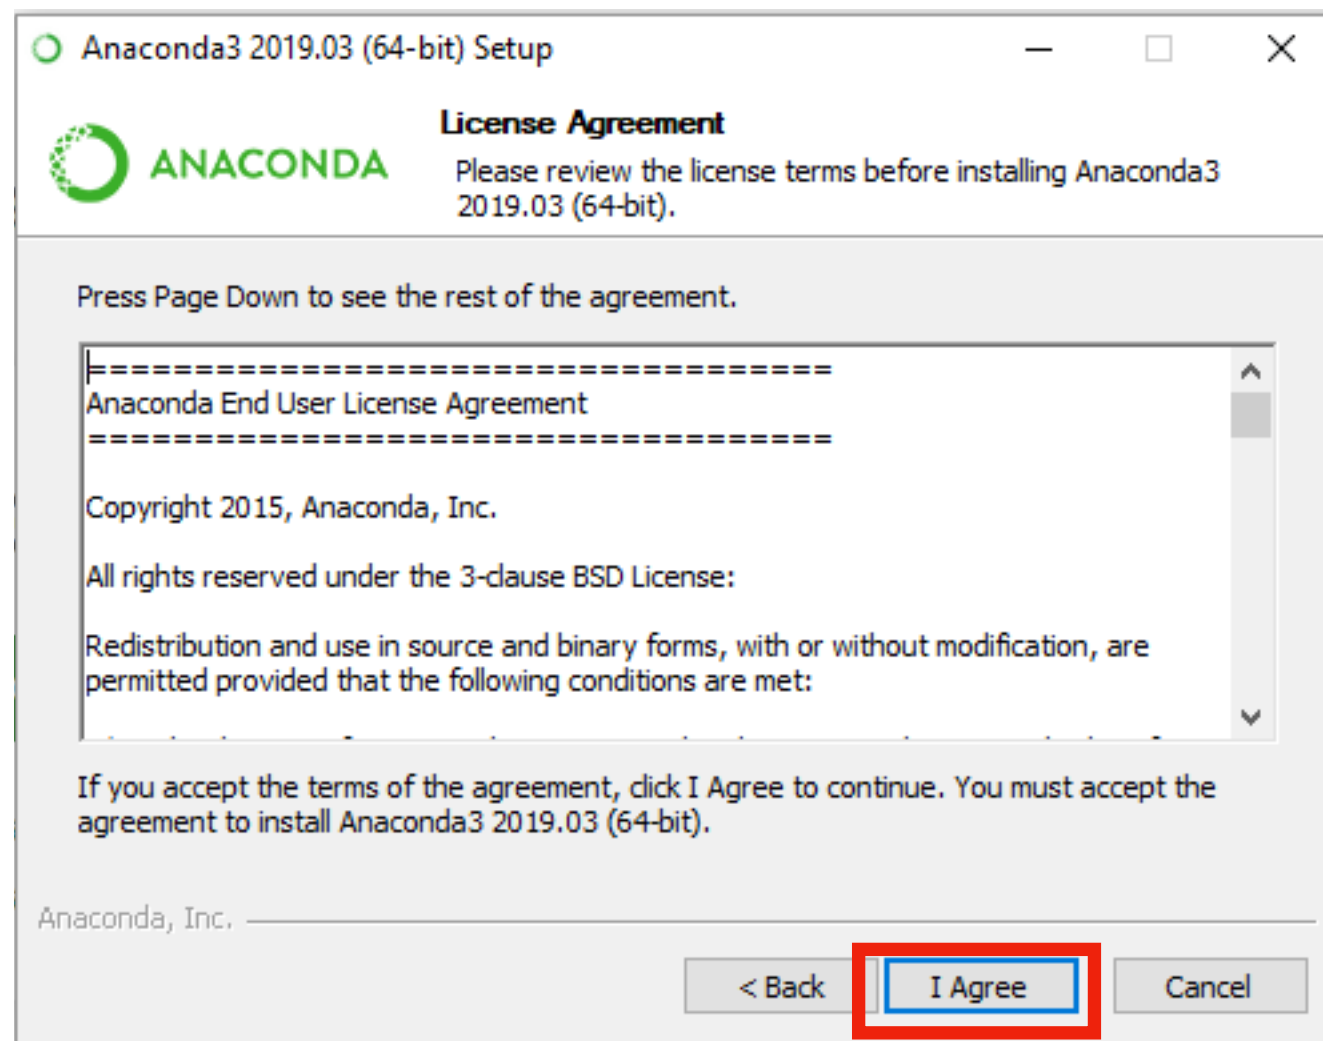 Anaconda3 2019.03 (64-bit) Setup
ANACONDA
License Agreement
Please review the license terms before installing Anaconda3
2019.03 (64-bit).
Press Page Down to see the rest of the agreement.
===================================
Anaconda End User License Agreement
===================================
Copyright 2015, Anaconda, Inc.
All rights reserved under the 3-clause BSD License:
Redistribution and use in source and binary forms, with or without modification, are
permitted provided that the following conditions are met:
If you accept the terms of the agreement, click I Agree to continue. You must accept the
agreement to install Anaconda3 2019.03 (64-bit).
Anaconda, Inc.
< Back
I Agree
Cancel